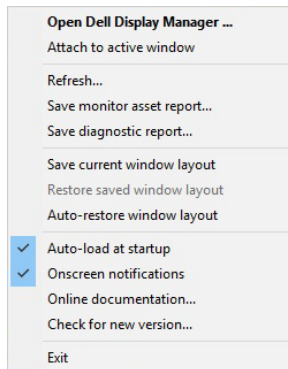 Open Dell Display Manager ...
Attach to active window
Refresh...
Save monitor asset report...
Save diagnostic report...
Save current window layout
Restore saved window layout
Auto-restore window layout
Auto-load at startup
Onscreen notifications
Online documentation...
Check for new version...
Exit